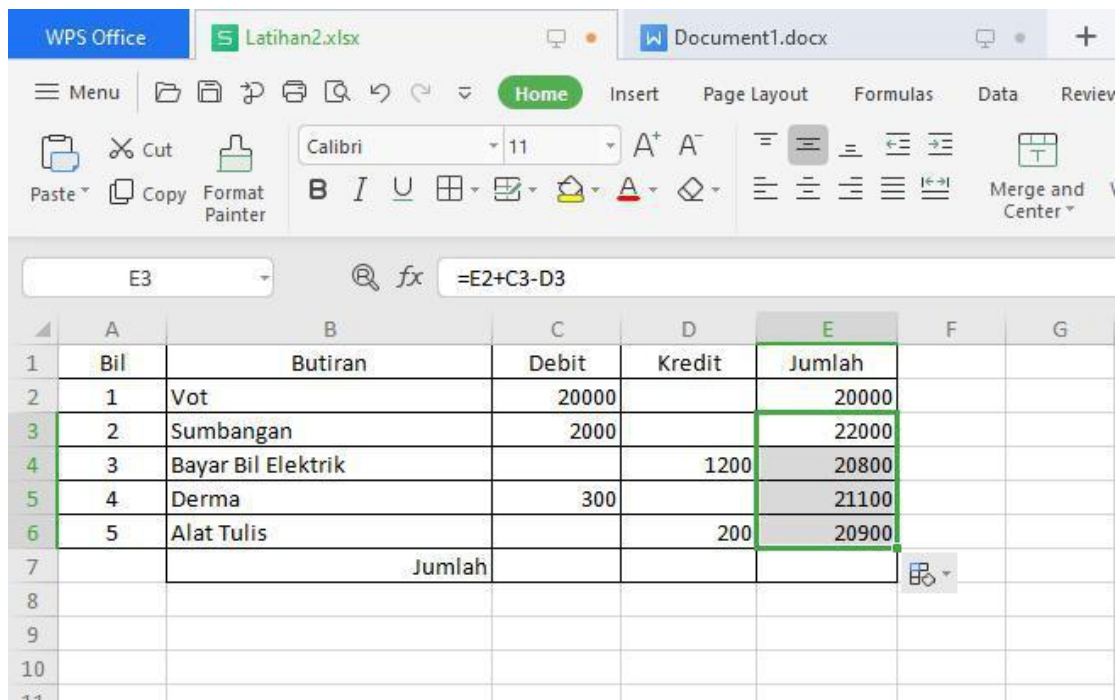 WPS Office Latihan2.xlsx Document1.docx +
Menu Home Insert Page Layout Formulas Data Review
Cut Calibri 11 A+ A-
Paste Copy Format Painter B I U A Merge and Center
E3 fx =E2+C3-D3
A B C D E F G
1 Bil Butiran Debit Kredit Jumlah
2 1 Vot 20000 20000
3 2 Sumbangan 2000 22000
4 3 Bayar Bil Elektrik 1200 20800
5 4 Derma 300 21100
6 5 Alat Tulis 200 20900
7 Jumlah
8
9
10